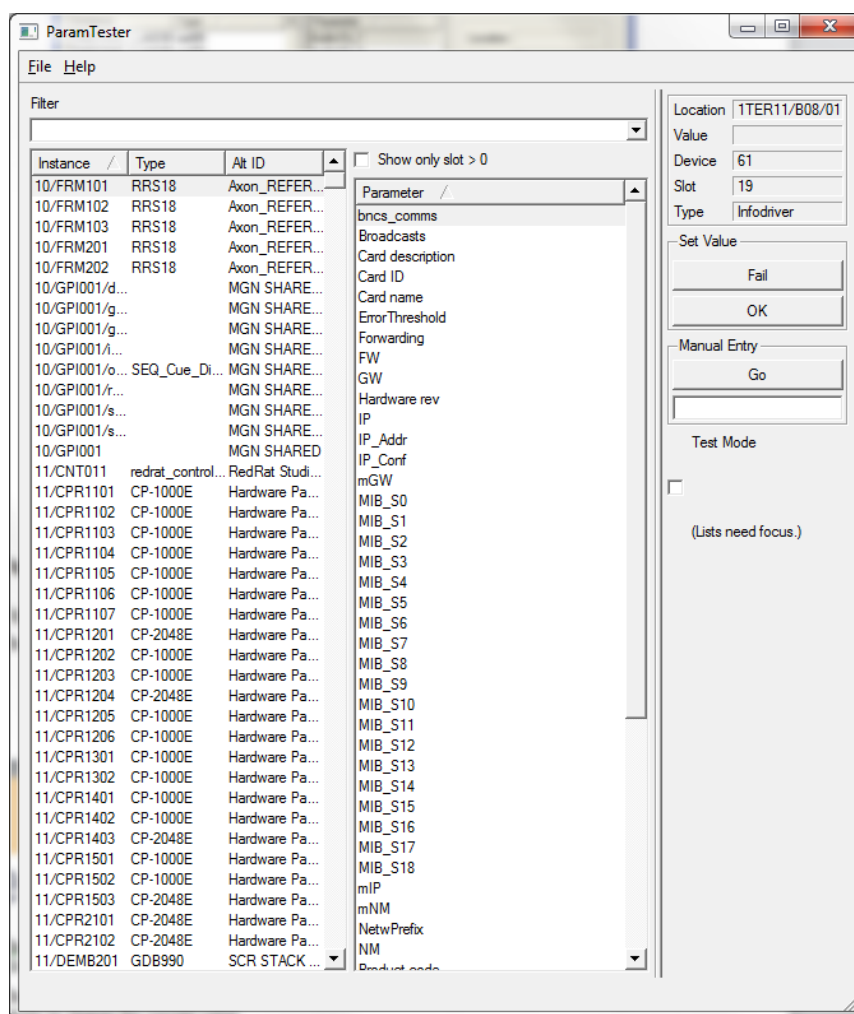 ParamTester
File Help
Filter
Instance Type Alt ID
10/FRM101 RRS18 Axon_REFER...
10/FRM102 RRS18 Axon_REFER...
10/FRM103 RRS18 Axon_REFER...
10/FRM201 RRS18 Axon_REFER...
10/FRM202 RRS18 Axon_REFER...
10/GPI001/d... MGN SHARE...
10/GPI001/g... MGN SHARE...
10/GPI001/g... MGN SHARE...
10/GPI001/i... MGN SHARE...
10/GPI001/o... SEQ_Cue_Di... MGN SHARE...
10/GPI001/r... MGN SHARE...
10/GPI001/s... MGN SHARE...
10/GPI001/s... MGN SHARE...
10/GPI001 MGN SHARED
11/CNT011 redrat_control... RedRat Studi...
11/CPR1101 CP-1000E Hardware Pa...
11/CPR1102 CP-1000E Hardware Pa...
11/CPR1103 CP-1000E Hardware Pa...
11/CPR1104 CP-1000E Hardware Pa...
11/CPR1105 CP-1000E Hardware Pa...
11/CPR1106 CP-1000E Hardware Pa...
11/CPR1107 CP-1000E Hardware Pa...
11/CPR1201 CP-2048E Hardware Pa...
11/CPR1202 CP-1000E Hardware Pa...
11/CPR1203 CP-1000E Hardware Pa...
11/CPR1204 CP-2048E Hardware Pa...
11/CPR1205 CP-1000E Hardware Pa...
11/CPR1206 CP-1000E Hardware Pa...
11/CPR1301 CP-1000E Hardware Pa...
11/CPR1302 CP-1000E Hardware Pa...
11/CPR1401 CP-1000E Hardware Pa...
11/CPR1402 CP-1000E Hardware Pa...
11/CPR1403 CP-2048E Hardware Pa...
11/CPR1501 CP-1000E Hardware Pa...
11/CPR1502 CP-1000E Hardware Pa...
11/CPR1503 CP-2048E Hardware Pa...
11/CPR2101 CP-2048E Hardware Pa...
11/CPR2102 CP-2048E Hardware Pa...
11/DEMB201 GDB990 SCR STACK ...
Show only slot > 0
Parameter
bncs_comms
Broadcasts
Card description
Card ID
Card name
ErrorThreshold
Forwarding
FW
GW
Hardware rev
IP
IP_Addr
IP_Conf
mGW
MIB_S0
MIB_S1
MIB_S2
MIB_S3
MIB_S4
MIB_S5
MIB_S6
MIB_S7
MIB_S8
MIB_S9
MIB_S10
MIB_S11
MIB_S12
MIB_S13
MIB_S14
MIB_S15
MIB_S16
MIB_S17
MIB_S18
mIP
mNM
NetwPrefix
NM
Product code
Location 1TER11/B08/01
Value
Device 61
Slot 19
Type Infodriver
Set Value
Fail
OK
Manual Entry
Go
Test Mode
(Lists need focus.)